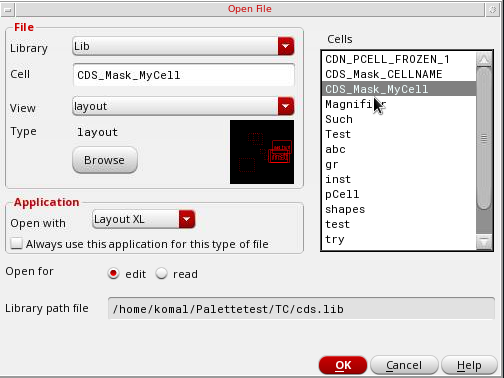 Open File
File
Library Lib
Cell CDS_Mask_MyCell
View layout
Type layout
Browse
Application
Open with Layout XL
Always use this application for this type of file
Open for edit read
Library path file /home/komal/Palettetest/TC/cds.lib
Cells
CDN_PCELL_FROZEN_1
CDS_Mask_CELLNAME
CDS_Mask_MyCell
Magnifier
Such
Test
abc
gr
inst
pCell
shapes
test
try
OK Cancel Help